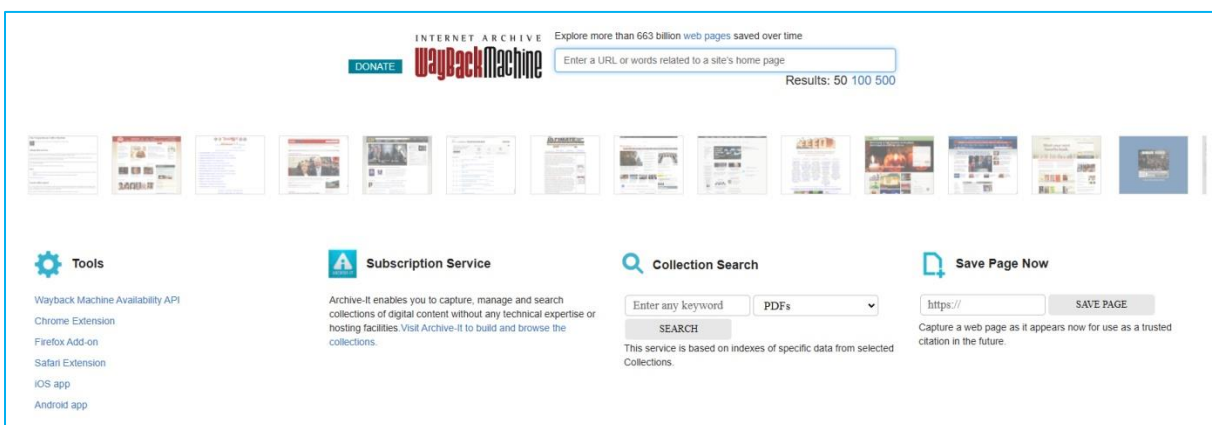 INTERNET ARCHIVE
WayBackMachine
DONATE
Explore more than 663 billion web pages saved over time
Enter a URL or words related to a site's home page
Results: 50 100 500
Tools
Wayback Machine Availability API
Chrome Extension
Firefox Add-on
Safari Extension
iOS app
Android app
Subscription Service
Archive-It enables you to capture, manage and search
collections of digital content without any technical expertise or
hosting facilities.Visit Archive-It to build and browse the
collections.
Collection Search
Enter any keyword
PDFs
SEARCH
This service is based on indexes of specific data from selected
Collections.
Save Page Now
https://
SAVE PAGE
Capture a web page as it appears now for use as a trusted
citation in the future.